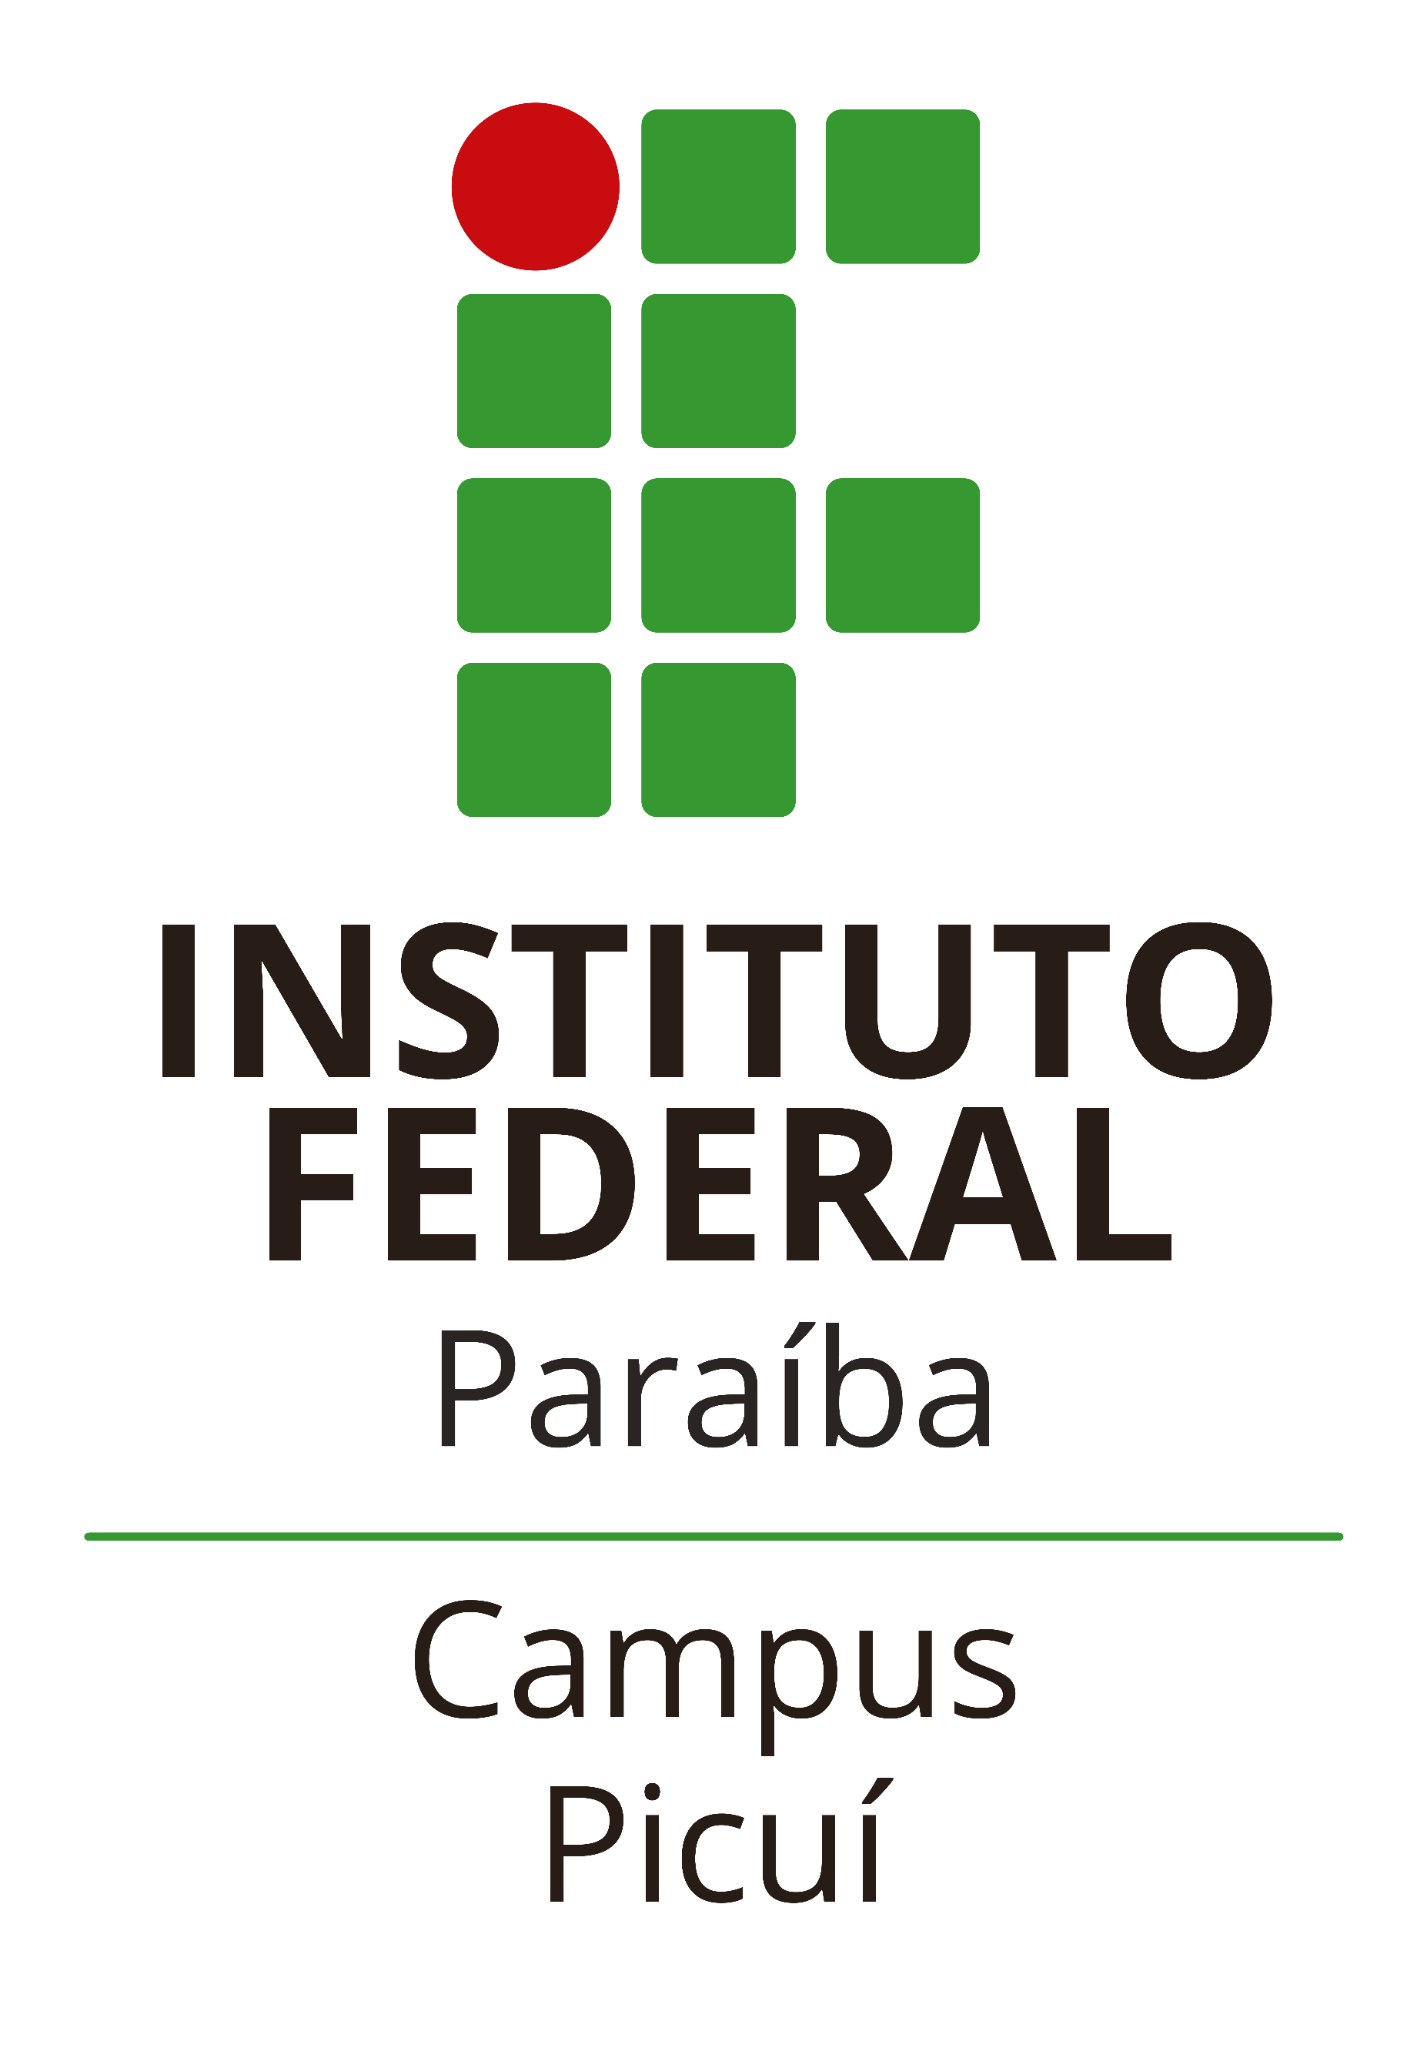 INSTITUTO
FEDERAL
Paraíba
Campus
Picuí